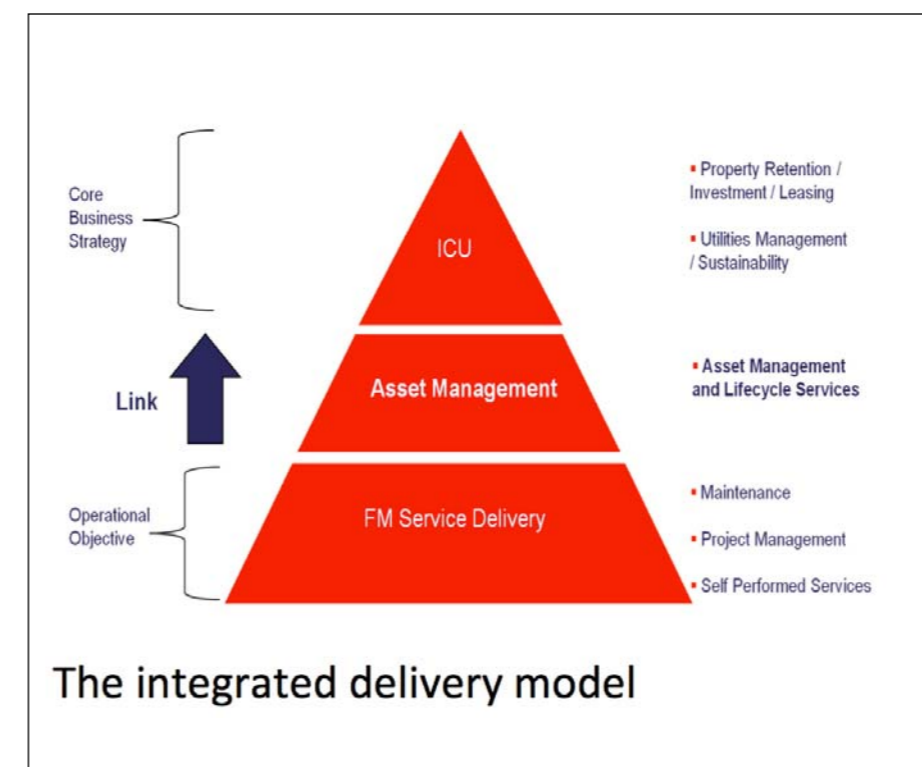 Core
Business
Strategy
ICU
▪ Property Retention /
Investment / Leasing
▪ Utilities Management
/ Sustainability
Link
Asset Management
▪ Asset Management
and Lifecycle Services
Operational
Objective
FM Service Delivery
▪ Maintenance
▪ Project Management
▪ Self Performed Services
The integrated delivery model